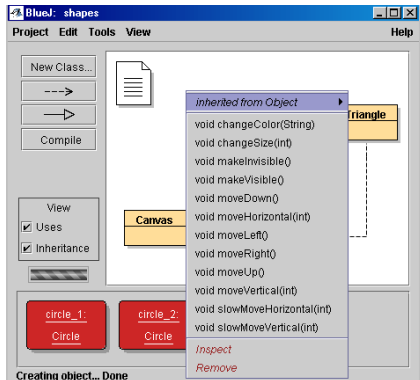 BlueJ: shapes
Project Edit Tools View Help
New Class...
--->
Compile
View
Uses
Inheritance
Canvas
Triangle
inherited from Object
void changeColor(String)
void changeSize(int)
void makeInvisible()
void makeVisible()
void moveDown()
void moveHorizontal(int)
void moveLeft()
void moveRight()
void moveUp()
void moveVertical(int)
void slowMoveHorizontal(int)
void slowMoveVertical(int)
Inspect
Remove
circle_1:
Circle
circle_2:
Circle
Creating object... Done